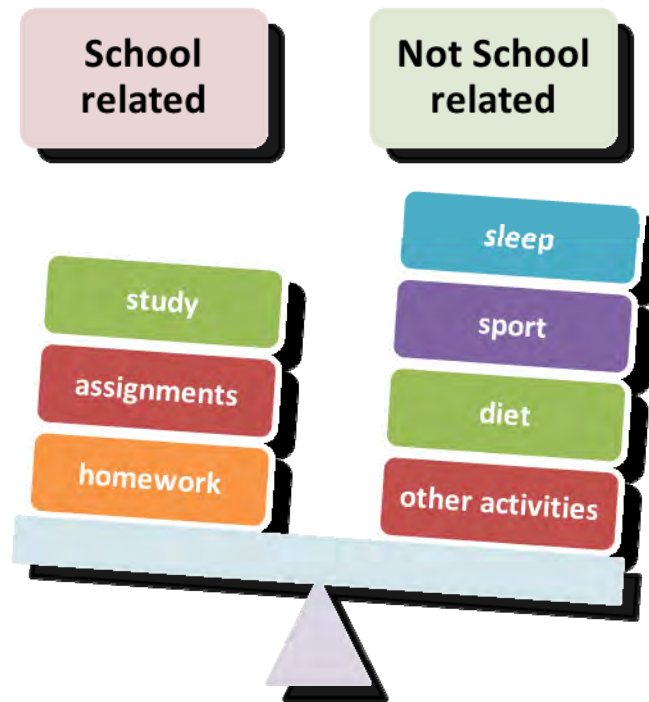 School
related
Not School
related
study
assignments
homework
sleep
sport
diet
other activities